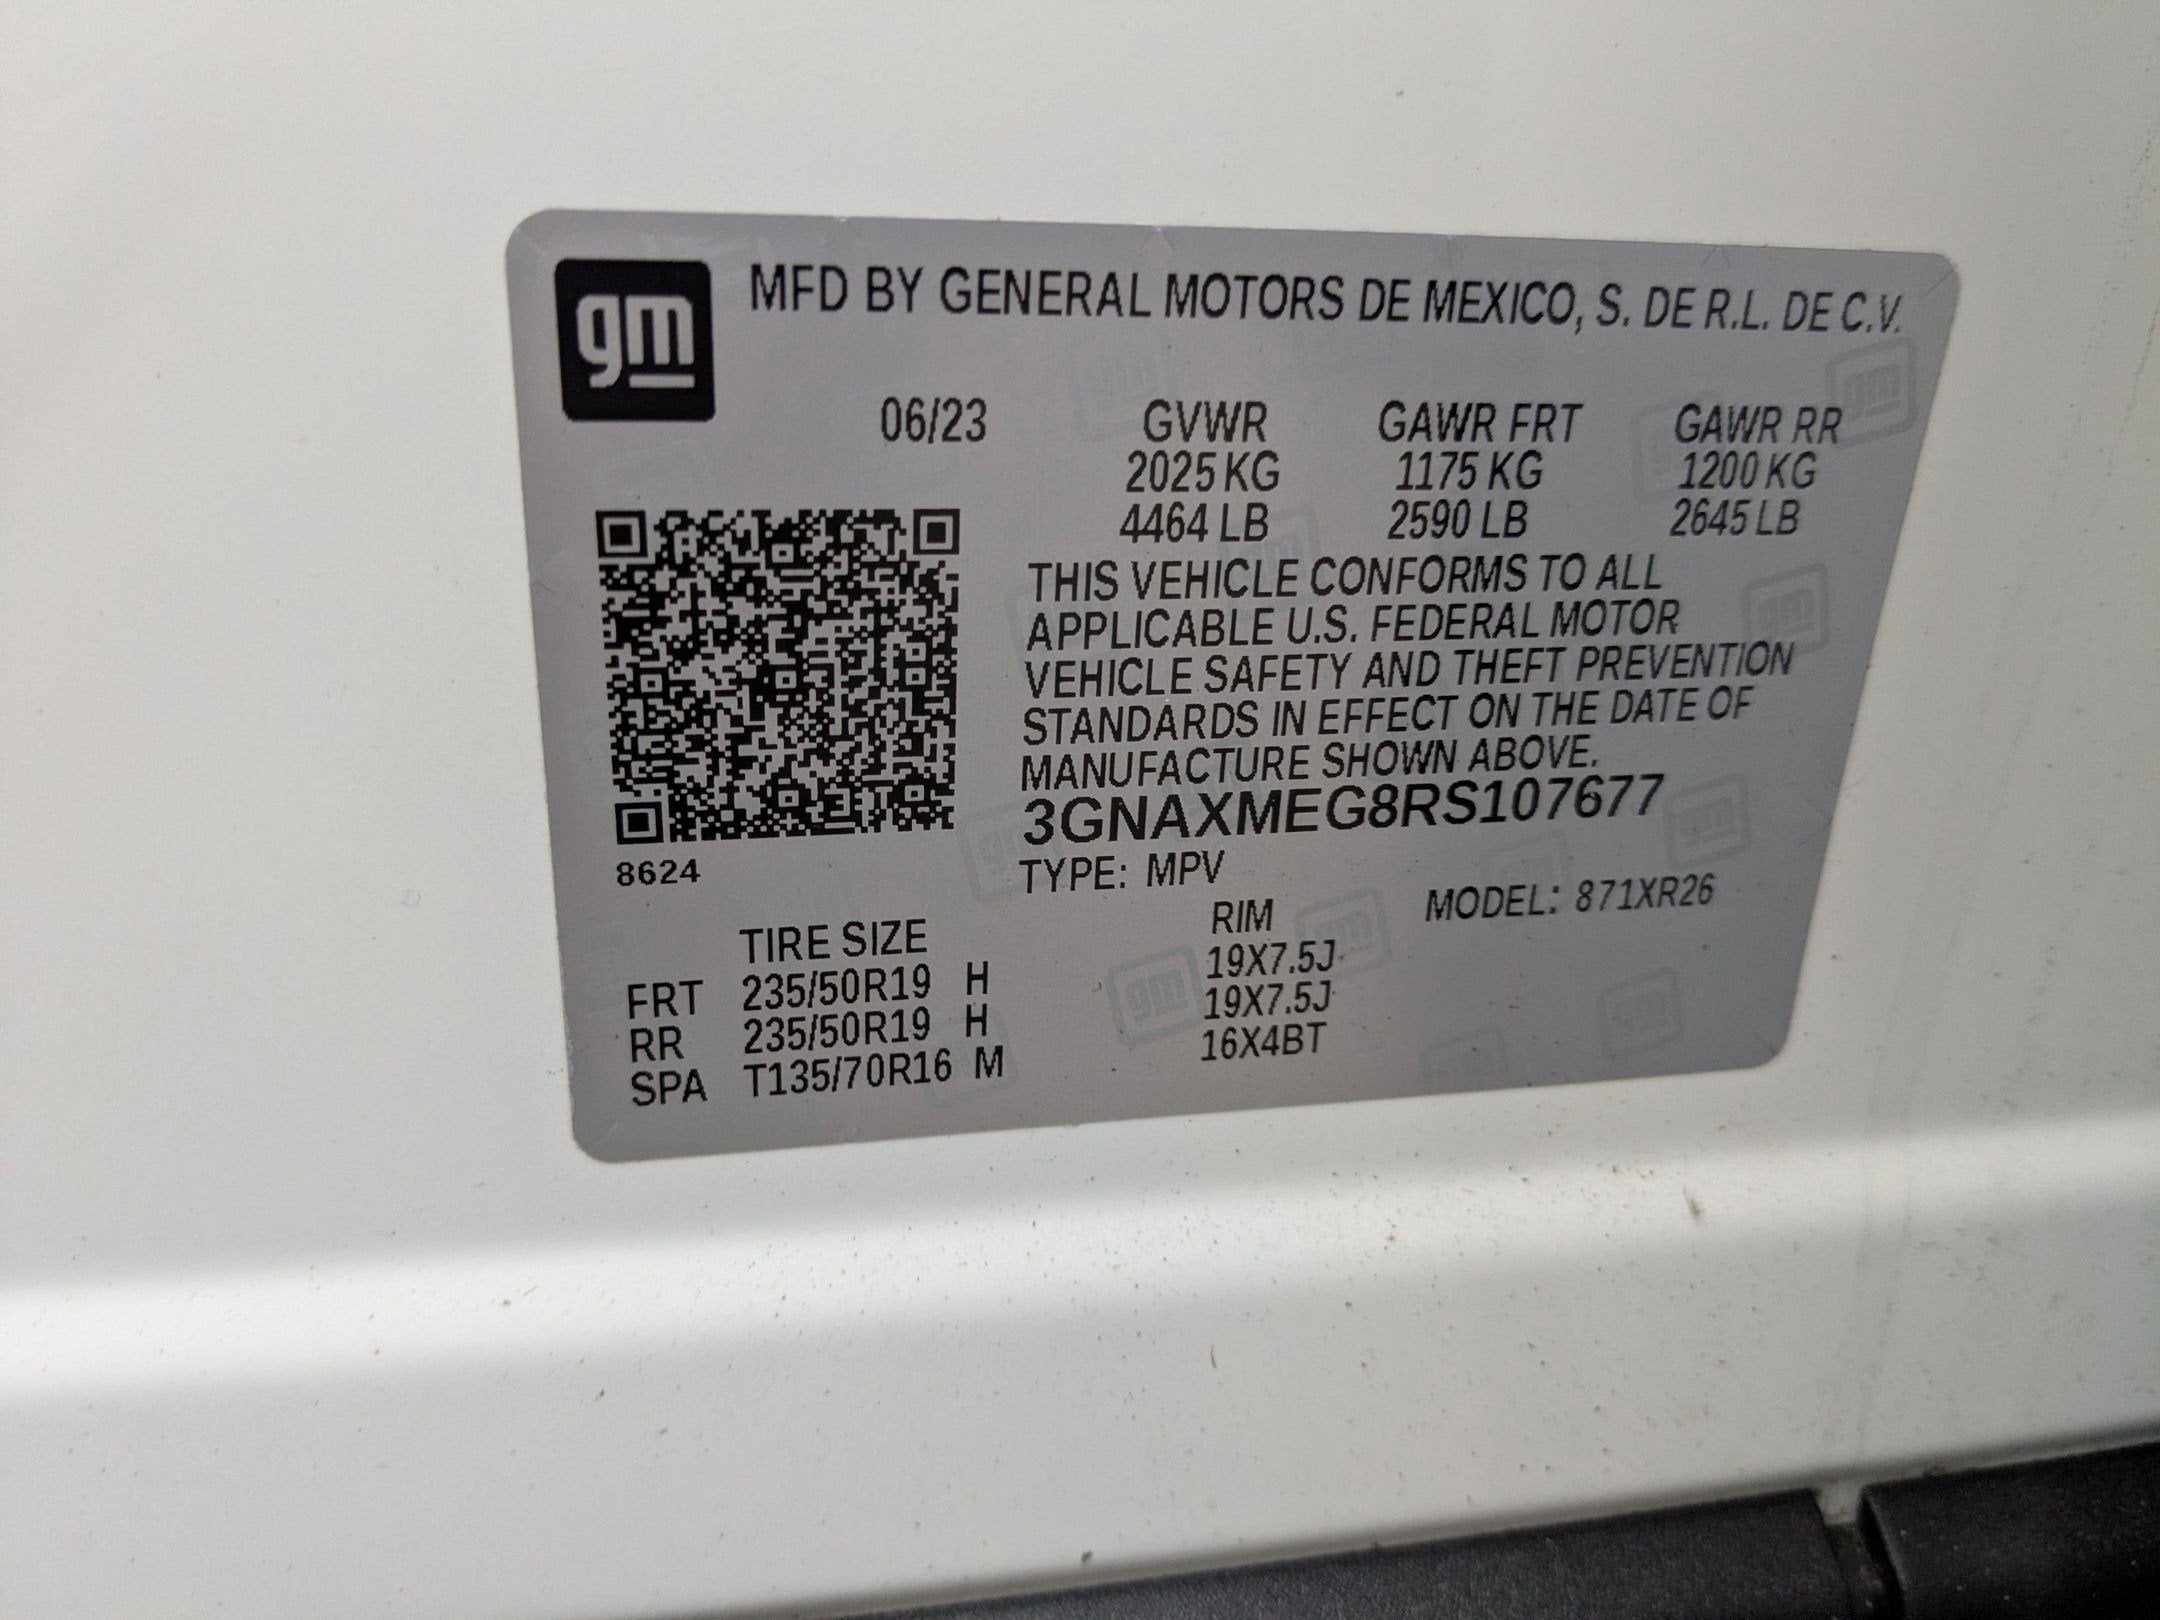 gm MFD BY GENERAL MOTORS DE MEXICO, S. DE R.L. DE C.V.
06/23 GVWR GAWR FRT GAWR RR
2025 KG 1175 KG 1200 KG
4464 LB 2590 LB 2645 LB
THIS VEHICLE CONFORMS TO ALL
APPLICABLE U.S. FEDERAL MOTOR
VEHICLE SAFETY AND THEFT PREVENTION
STANDARDS IN EFFECT ON THE DATE OF
MANUFACTURE SHOWN ABOVE.
3GNAXMEG8RS107677
8624 TYPE: MPV MODEL: 871XR26
TIRE SIZE RIM
FRT 235/50R19 H 19X7.5J
RR 235/50R19 H 19X7.5J
SPA T135/70R16 M 16X4BT